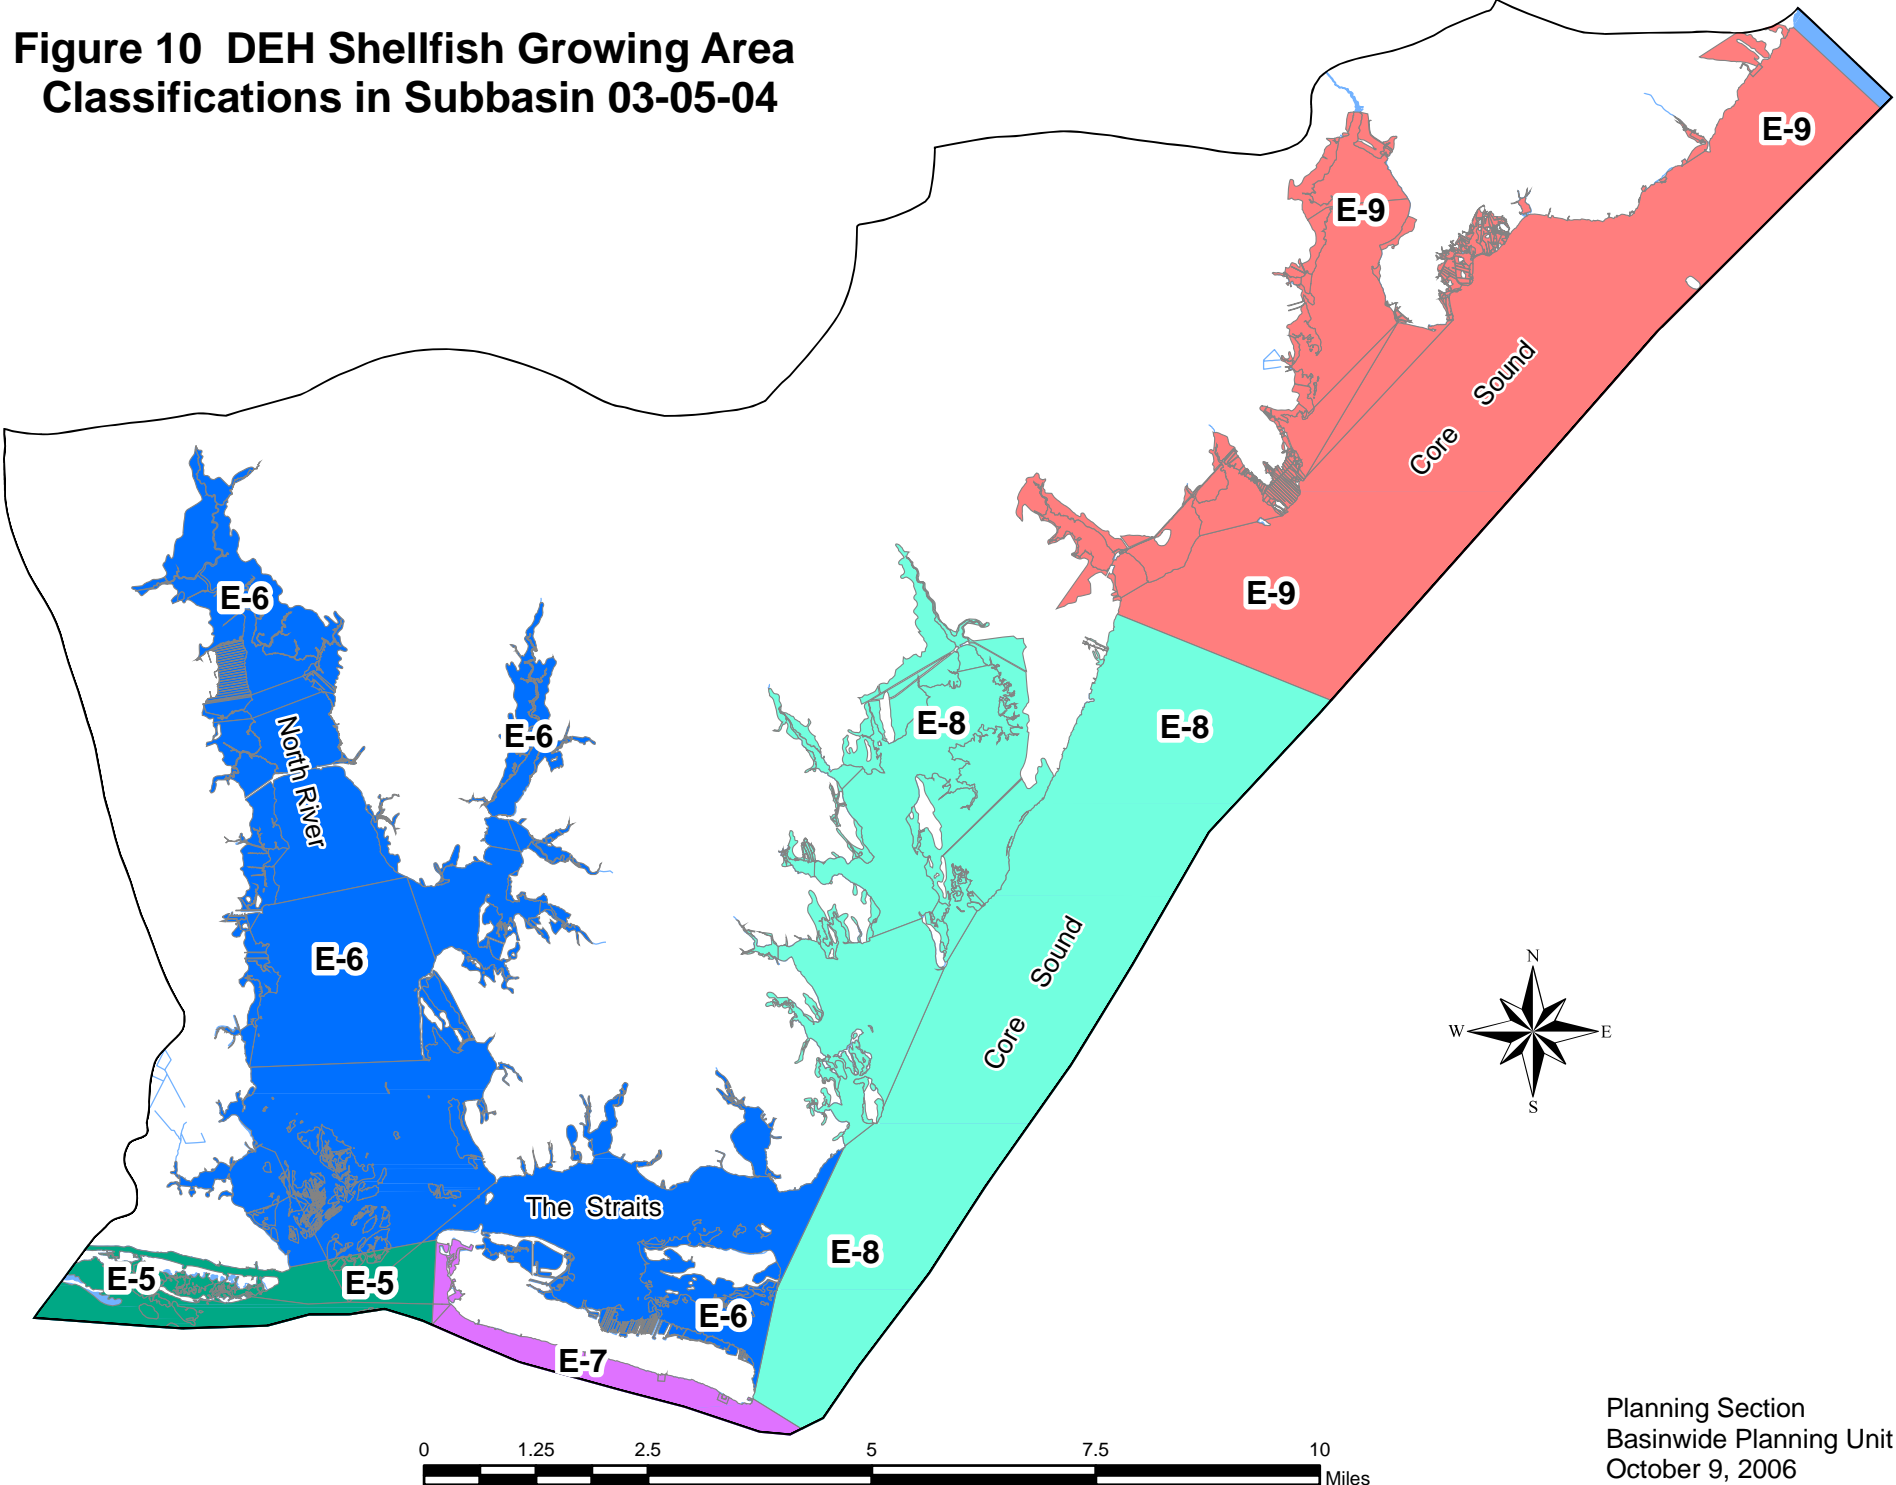 Figure 10 DEH Shellfish Growing Area
Classifications in Subbasin 03-05-04
E-9
E-9
Core Sound
E-9
E-6
E-6
North River
E-8
E-8
E-6
Core Sound
N
W E
S
The Straits
E-8
E-5
E-5
E-6
E-7
0 1.25 2.5 5 7.5 10
Miles
Planning Section
Basinwide Planning Unit
October 9, 2006